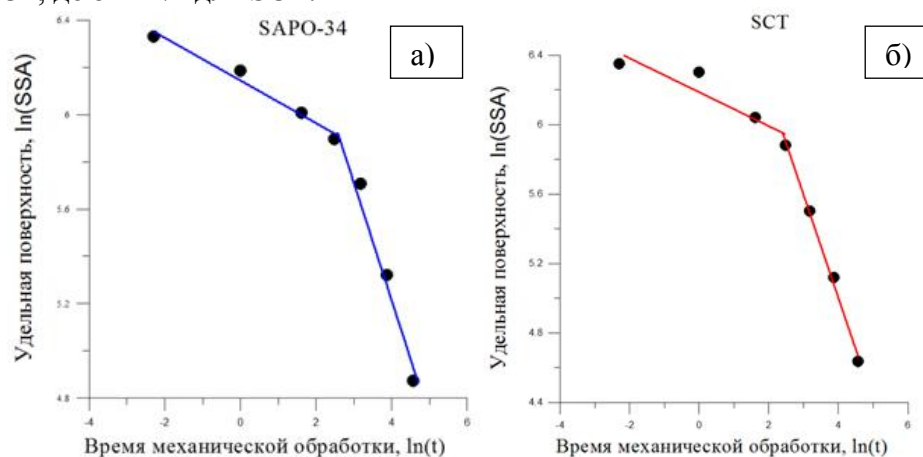 SAPO-34
а)
Удельная поверхность, ln(SSA)
6.4
6
5.6
5.2
4.8
-4
-2
0
2
4
6
Время механической обработки, ln(t)
SCT
б)
Удельная поверхность, ln(SSA)
6.4
6
5.6
5.2
4.8
4.4
-4
-2
0
2
4
6
Время механической обработки, ln(t)